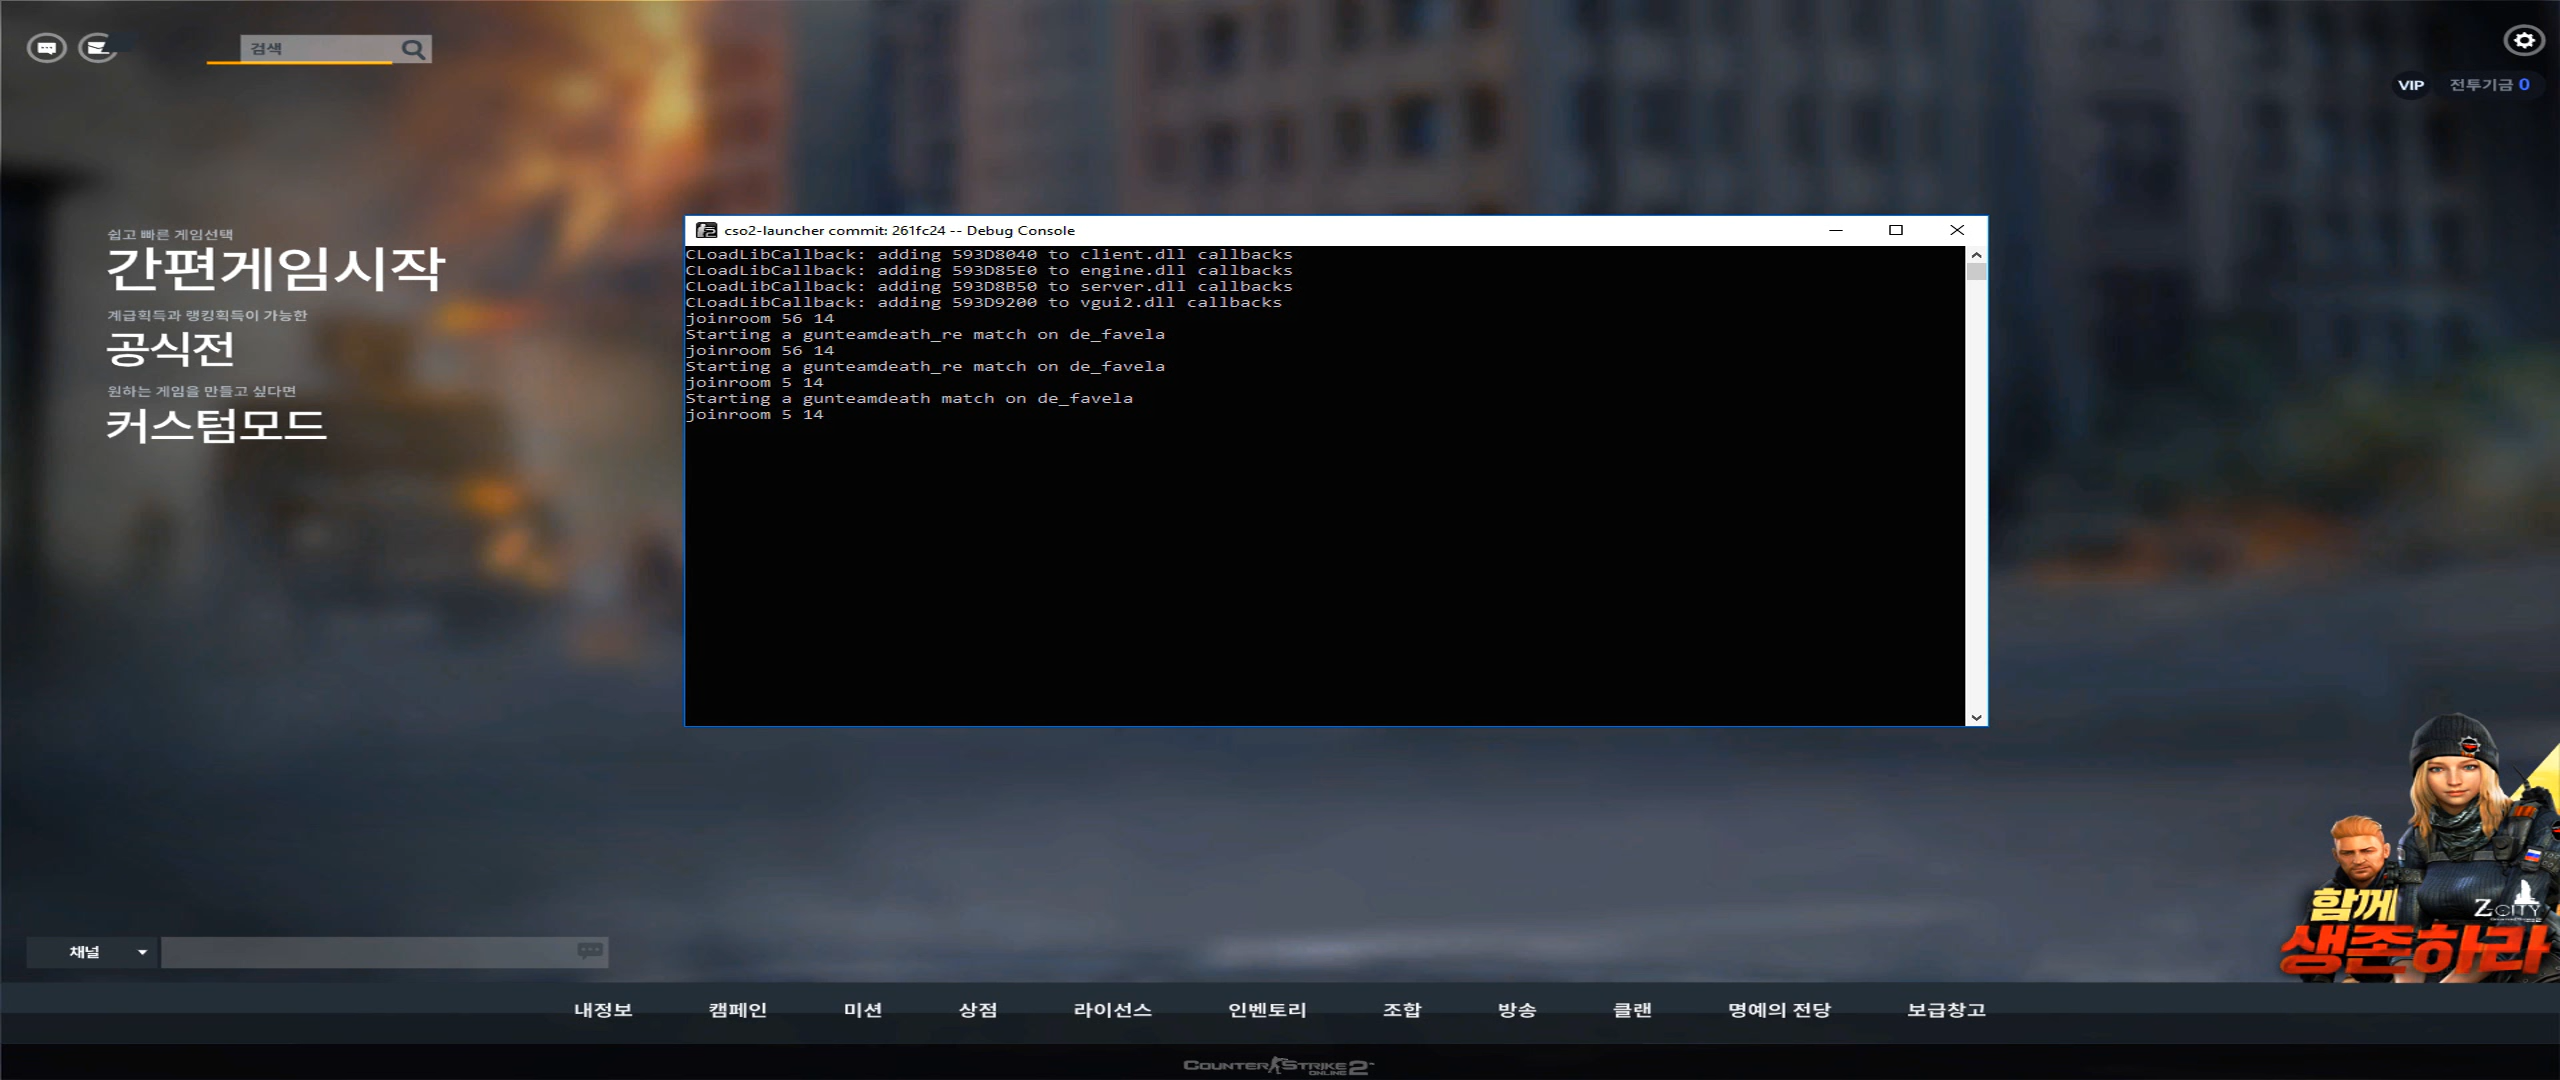 검색
VIP 전투기금 0
쉽고 빠른 게임선택
간편게임시작
계급획득과 랭킹획득이 가능한
공식전
원하는 게임을 만들고 싶다면
커스텀모드
cso2-launcher commit: 261fc24 -- Debug Console
CLoadLibCallback: adding 593D8040 to client.dll callbacks
CLoadLibCallback: adding 593D85E0 to engine.dll callbacks
CLoadLibCallback: adding 593D8B50 to server.dll callbacks
CLoadLibCallback: adding 593D9200 to vgui2.dll callbacks
joinroom 56 14
Starting a gunteamdeath_re match on de_favela
joinroom 56 14
Starting a gunteamdeath_re match on de_favela
joinroom 5 14
Starting a gunteamdeath match on de_favela
joinroom 5 14
함께
Z-CITY
생존하라
채널
내정보 캠페인 미션 상점 라이선스 인벤토리 조합 방송 클랜 명예의 전당 보급창고
COUNTER STRIKE ONLINE 2